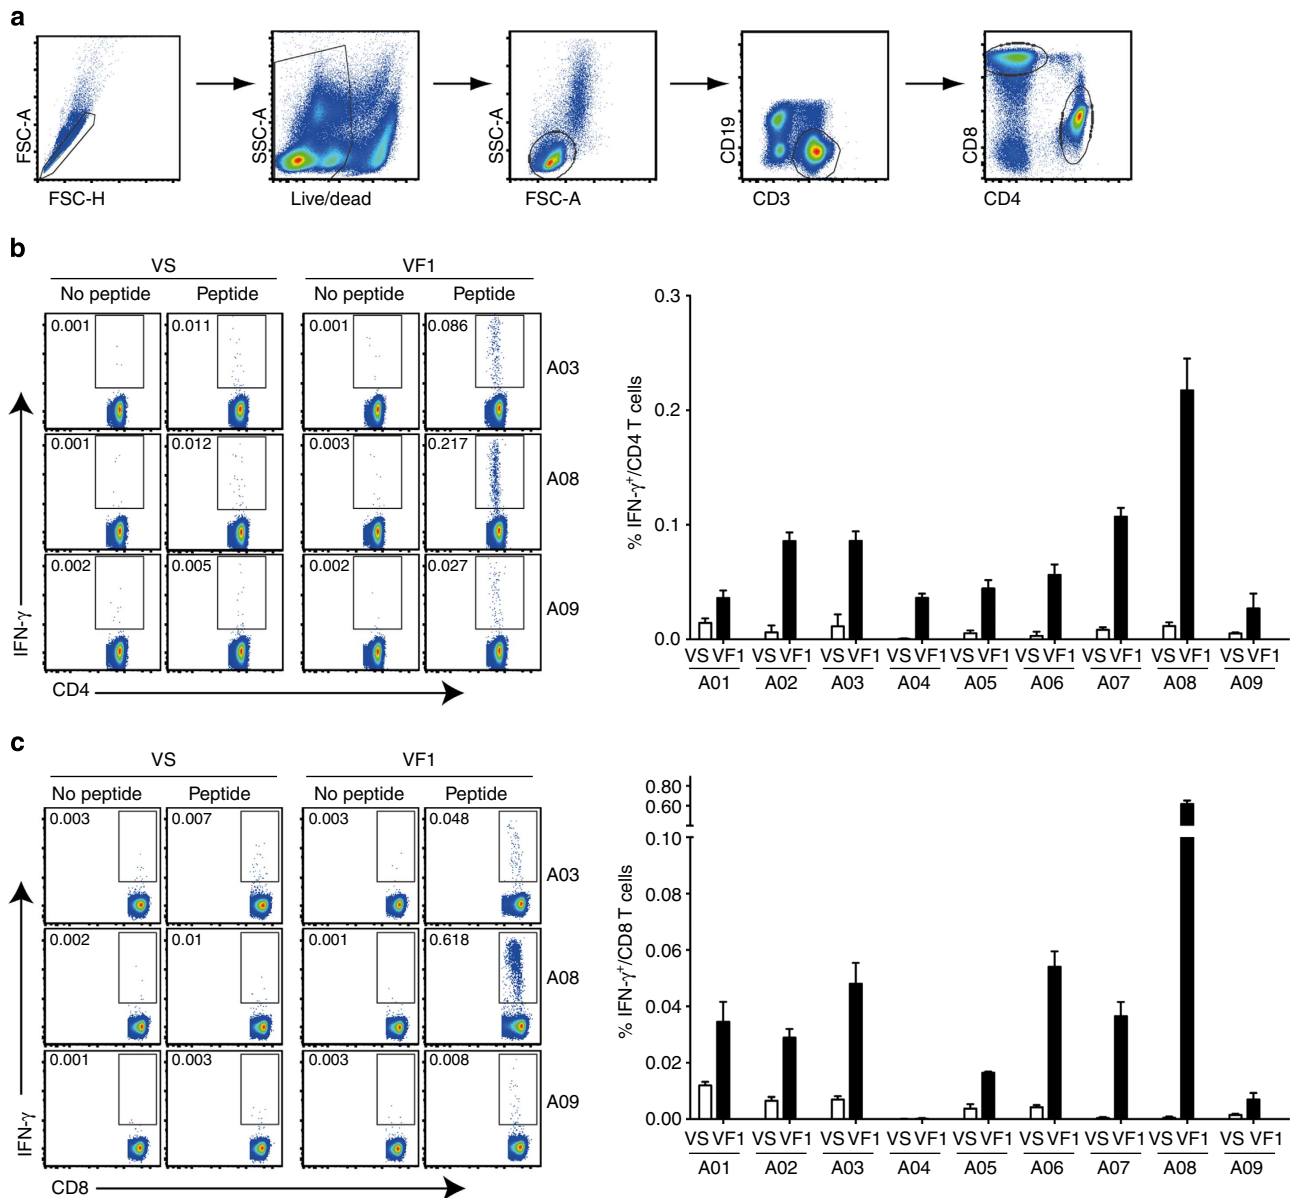 a
FSC-A
FSC-H
SSC-A
Live/dead
SSC-A
FSC-A
CD19
CD3
CD8
CD4
b
VS
VF1
No peptide
Peptide
No peptide
Peptide
0.001
0.011
0.001
0.086
A03
0.001
0.012
0.003
0.217
A08
0.002
0.005
0.002
0.027
A09
IFN-γ
CD4
% IFN-γ+/CD4 T cells
0.3
0.2
0.1
0.0
VS VF1 VS VF1 VS VF1 VS VF1 VS VF1 VS VF1 VS VF1 VS VF1 VS VF1
A01 A02 A03 A04 A05 A06 A07 A08 A09
c
VS
VF1
No peptide
Peptide
No peptide
Peptide
0.003
0.007
0.003
0.048
A03
0.002
0.01
0.001
0.618
A08
0.001
0.003
0.003
0.008
A09
IFN-γ
CD8
% IFN-γ+/CD8 T cells
0.80
0.60
0.10
0.08
0.06
0.04
0.02
0.00
VS VF1 VS VF1 VS VF1 VS VF1 VS VF1 VS VF1 VS VF1 VS VF1 VS VF1
A01 A02 A03 A04 A05 A06 A07 A08 A09